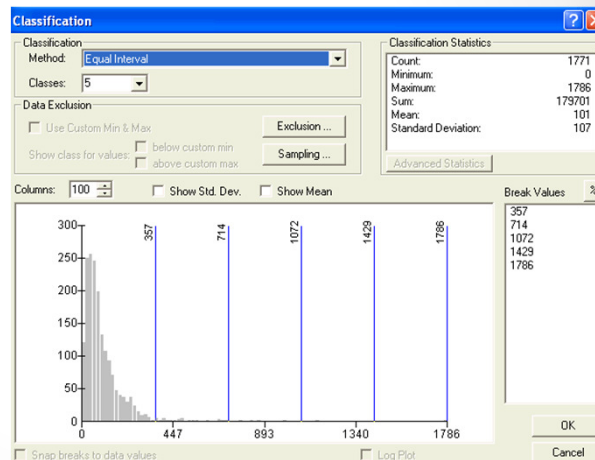 Classification
Classification
Method: Equal Interval
Classes: 5
Classification Statistics
Count: 1771
Minimum: 0
Maximum: 1786
Sum: 179701
Mean: 101
Standard Deviation: 107
Advanced Statistics
Data Exclusion
Use Custom Min & Max
Exclusion ...
Show class for values:
below custom min
above custom max
Sampling ...
Columns: 100
Show Std. Dev.
Show Mean
Break Values
%
357
714
1072
1429
1786
300
250
200
150
100
50
0
357
714
1072
1429
1786
0
447
893
1340
1786
OK
Cancel
Snap breaks to data values
Log Plot